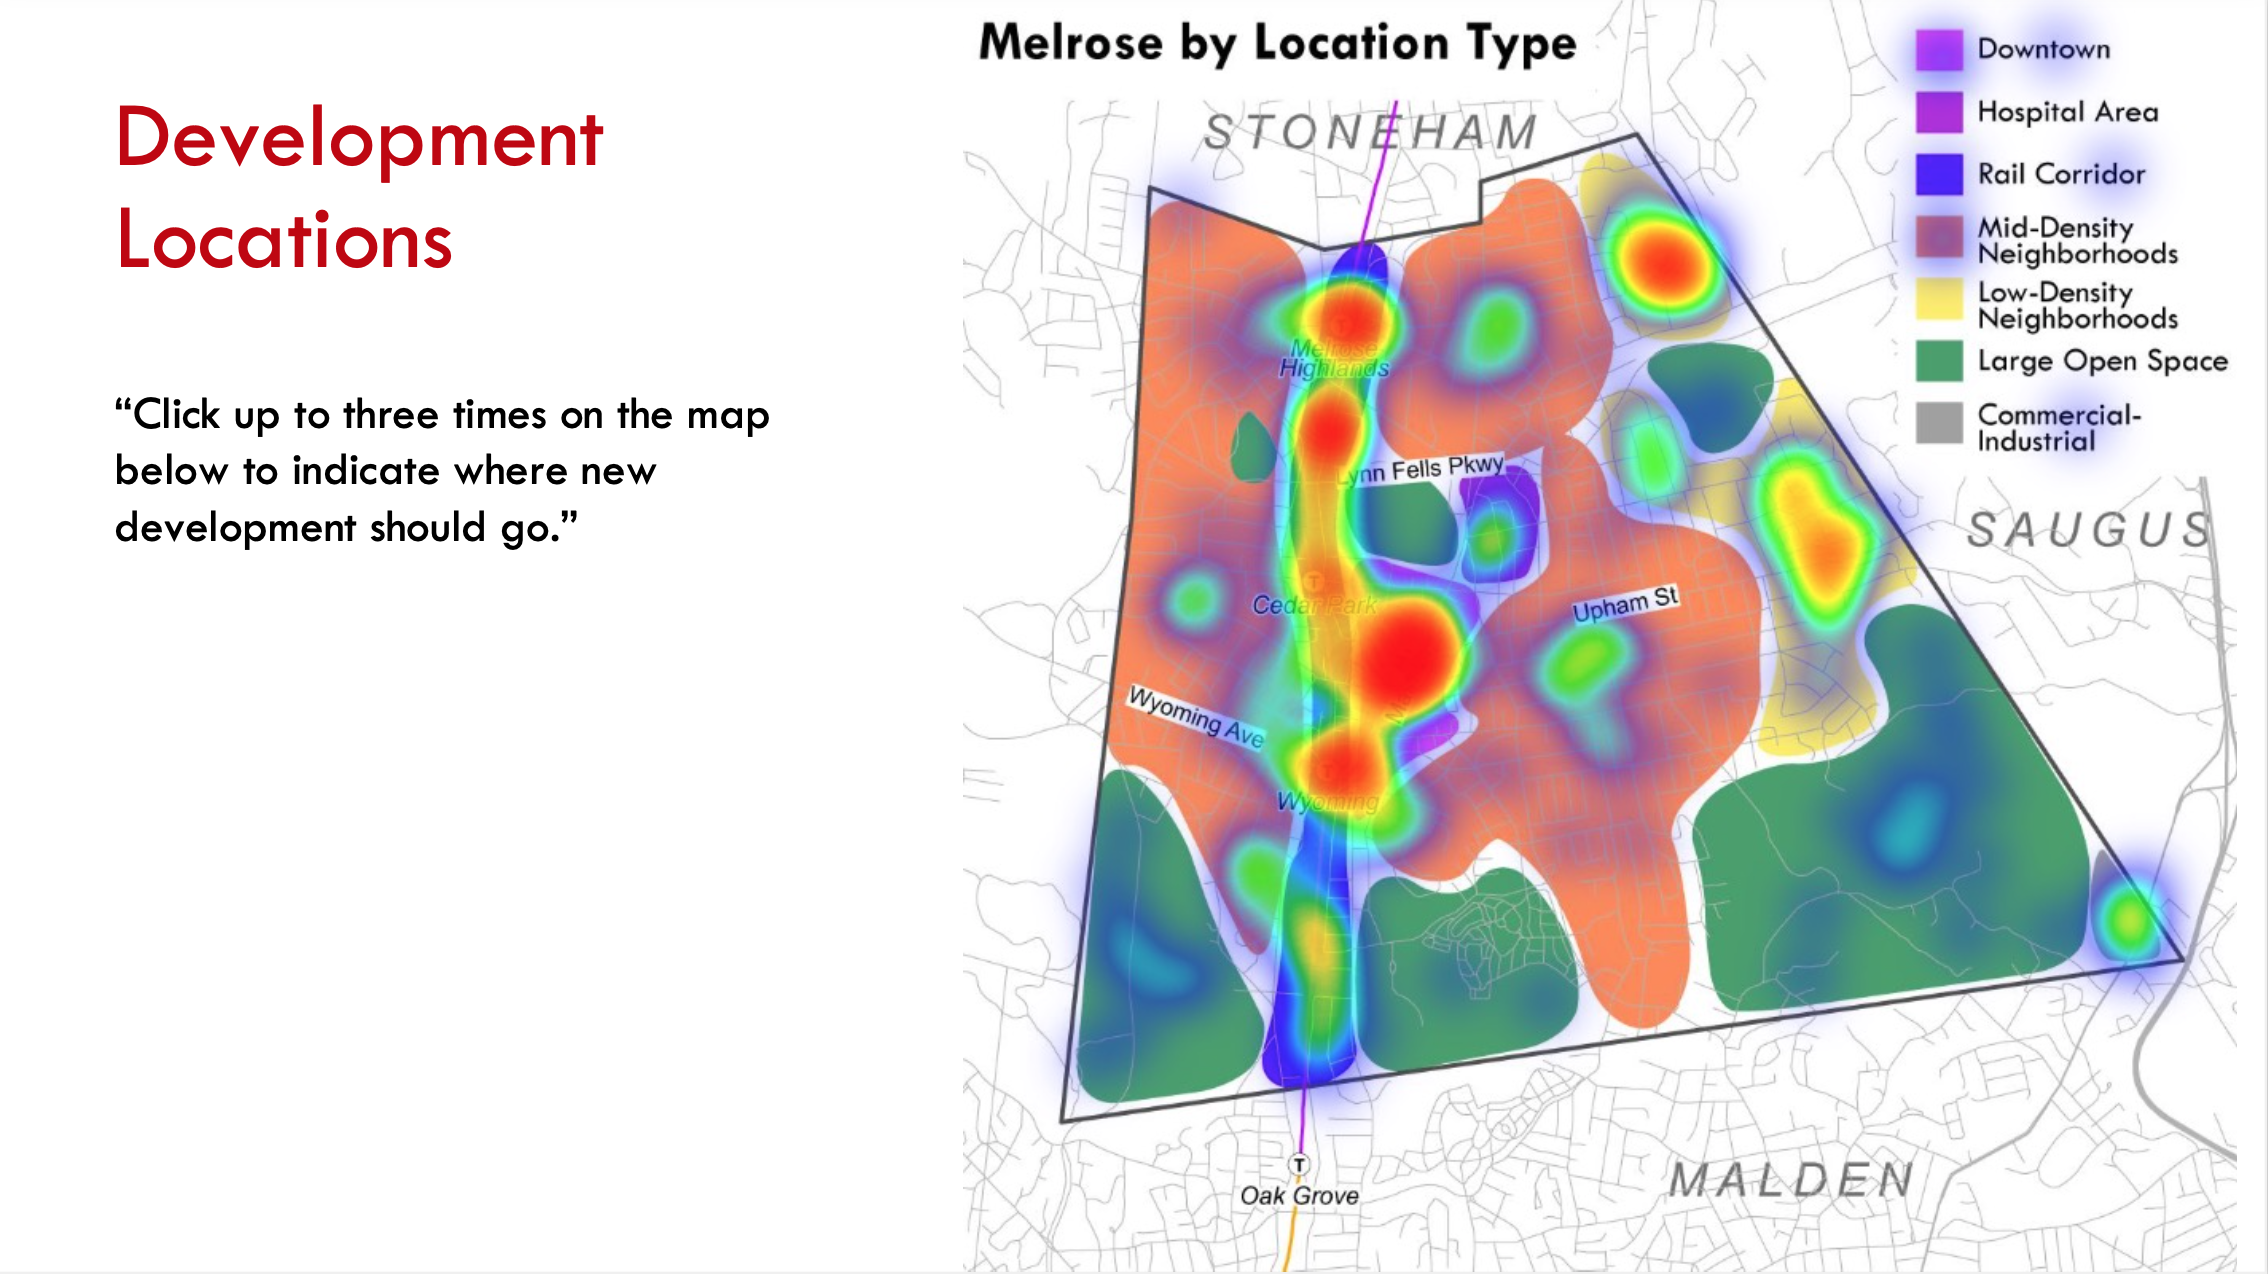 Development
Locations
“Click up to three times on the map
below to indicate where new
development should go.”
Melrose by Location Type
Downtown
Hospital Area
Rail Corridor
Mid-Density
Neighborhoods
Low-Density
Neighborhoods
Large Open Space
Commercial-
Industrial
STONEHAM
Melrose
Highlands
Lynn Fells Pkwy
SAUGUS
T
Cedar Park
Upham St
Wyoming Ave
Wyoming
T
Oak Grove
MALDEN